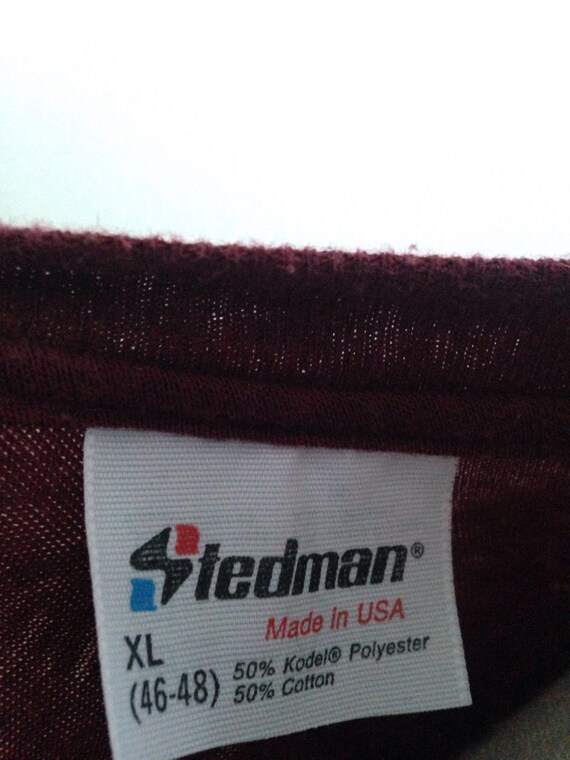 Stedman®
Made in USA
XL
(46-48)
50% Kodel® Polyester
50% Cotton